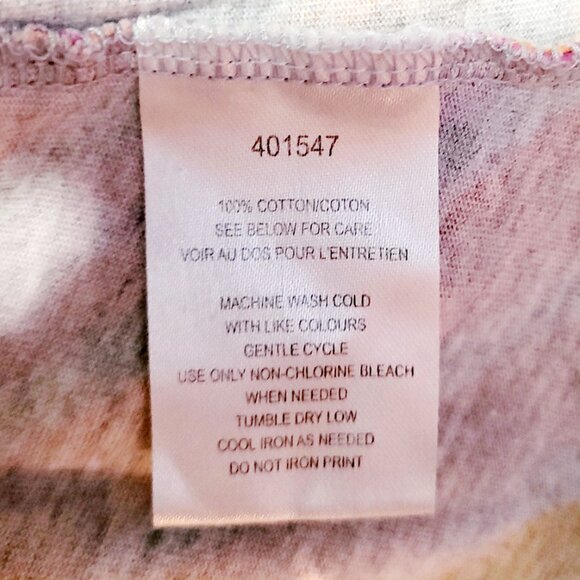 401547
100% COTTON/COTON
SEE BELOW FOR CARE
VOIR AU DOS POUR L'ENTRETIEN
MACHINE WASH COLD
WITH LIKE COLOURS
GENTLE CYCLE
USE ONLY NON-CHLORINE BLEACH
WHEN NEEDED
TUMBLE DRY LOW
COOL IRON AS NEEDED
DO NOT IRON PRINT